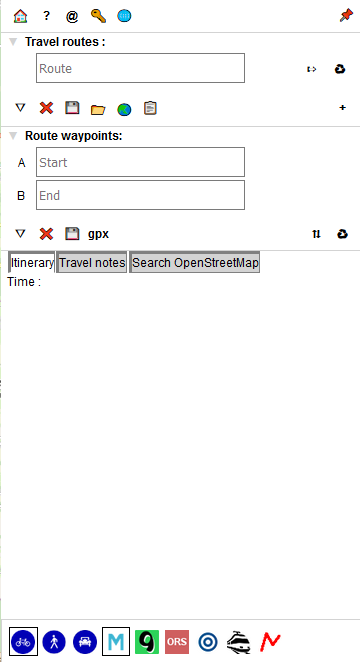 ? @
Travel routes :
Route
Route waypoints:
A Start
B End
gpx
Itinerary Travel notes Search OpenStreetMap
Time :
M 9 ORS